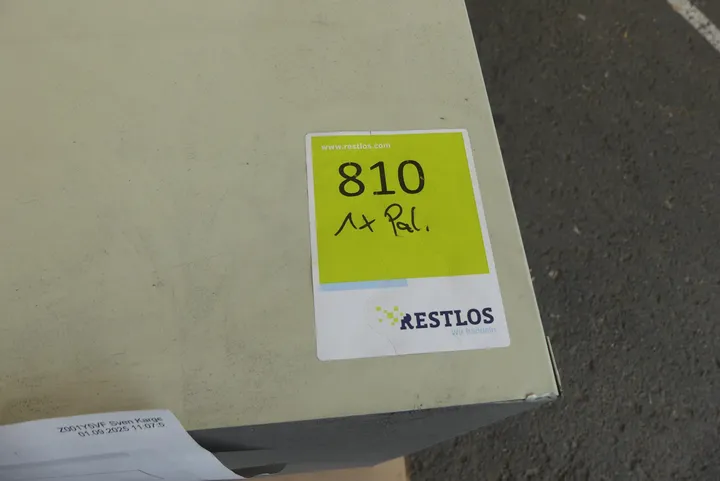 www.restlos.com
810
1x Pal.
RESTLOS
Z001Y5VF Sven Karge
01.09.2025 11:07:5